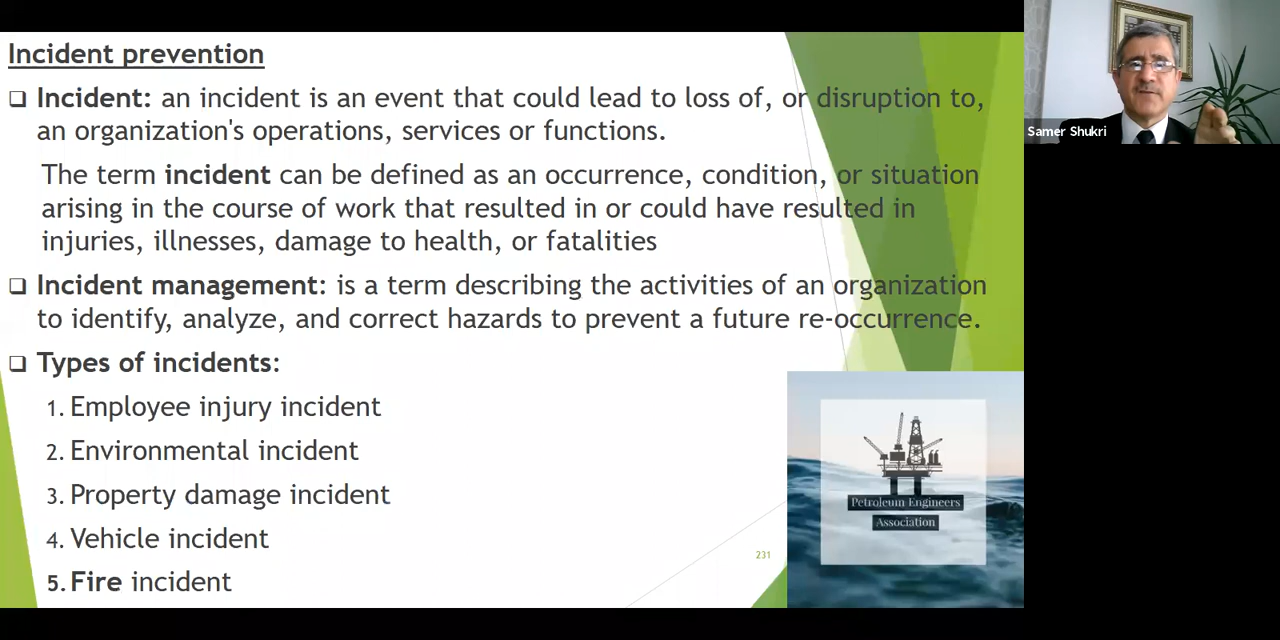 Incident prevention
❑ Incident: an incident is an event that could lead to loss of, or disruption to,
an organization's operations, services or functions.
The term incident can be defined as an occurrence, condition, or situation
arising in the course of work that resulted in or could have resulted in
injuries, illnesses, damage to health, or fatalities
❑ Incident management: is a term describing the activities of an organization
to identify, analyze, and correct hazards to prevent a future re-occurrence.
❑ Types of incidents:
1. Employee injury incident
2. Environmental incident
3. Property damage incident
4. Vehicle incident
5. Fire incident
231
Petroleum Engineers
Association
Samer Shukri